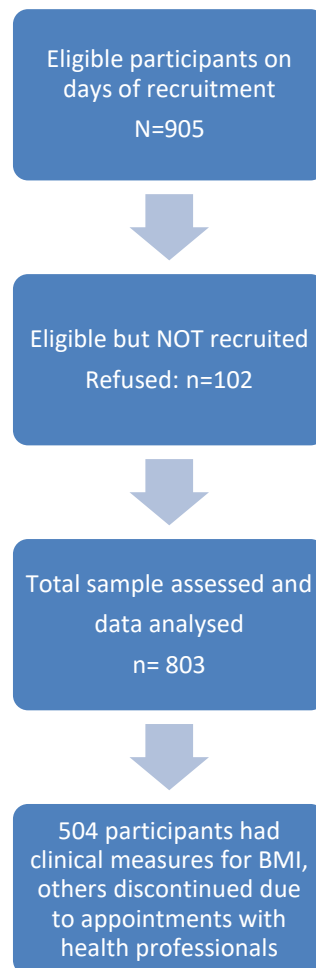 Eligible participants on
days of recruitment
N=905
Eligible but NOT recruited
Refused: n=102
Total sample assessed and
data analysed
n= 803
504 participants had
clinical measures for BMI,
others discontinued due
to appointments with
health professionals